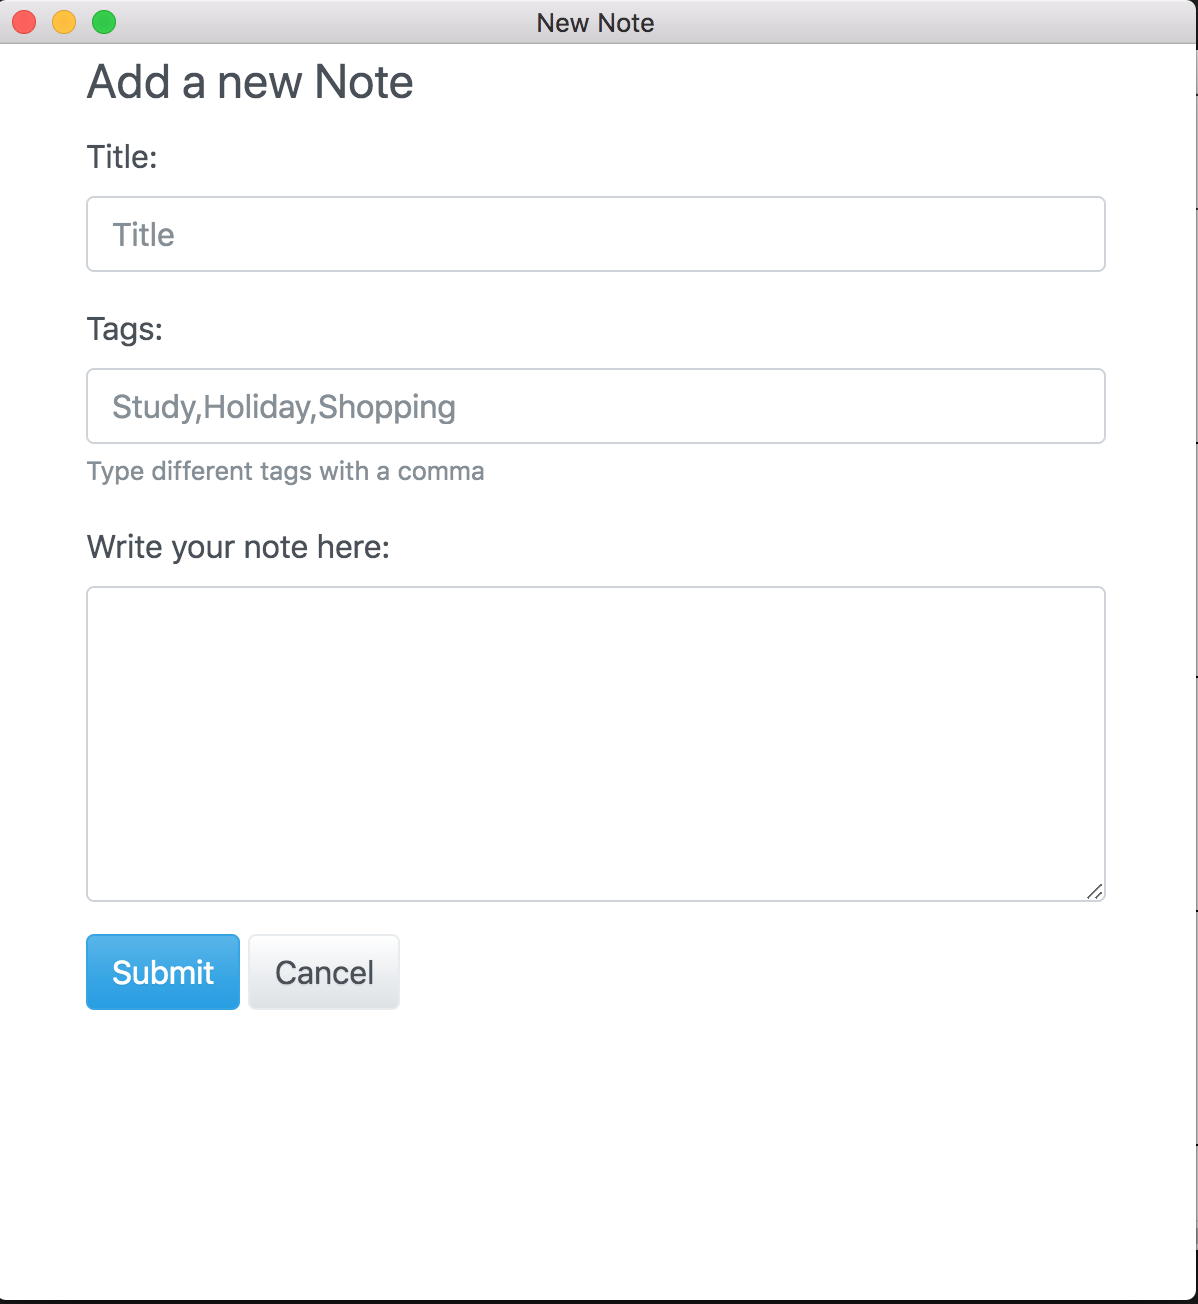 New Note
Add a new Note
Title:
Title
Tags:
Study,Holiday,Shopping
Type different tags with a comma
Write your note here:
Submit Cancel